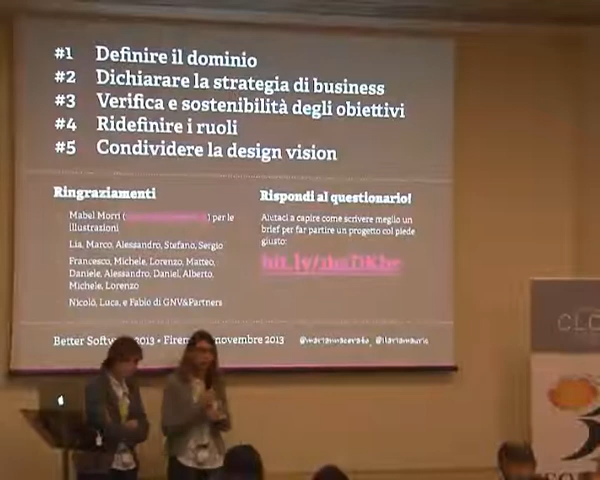 #1 Definire il dominio
#2 Dichiarare la strategia di business
#3 Verifica e sostenibilità degli obiettivi
#4 Ridefinire i ruoli
#5 Condividere la design vision
Ringraziamenti
Mabel Morri ( ) per le
illustrazioni
Lia, Marco, Alessandro, Stefano, Sergio
Francesco, Michele, Lorenzo, Matteo,
Daniele, Alessandro, Daniel, Alberto,
Michele, Lorenzo
Nicolò, Luca, e Fabio di GNV&Partners
Rispondi al questionario!
Aiutaci a capire come scrivere meglio un
brief per far partire un progetto col piede
giusto:
Better 2013 • novembre 2013
CL